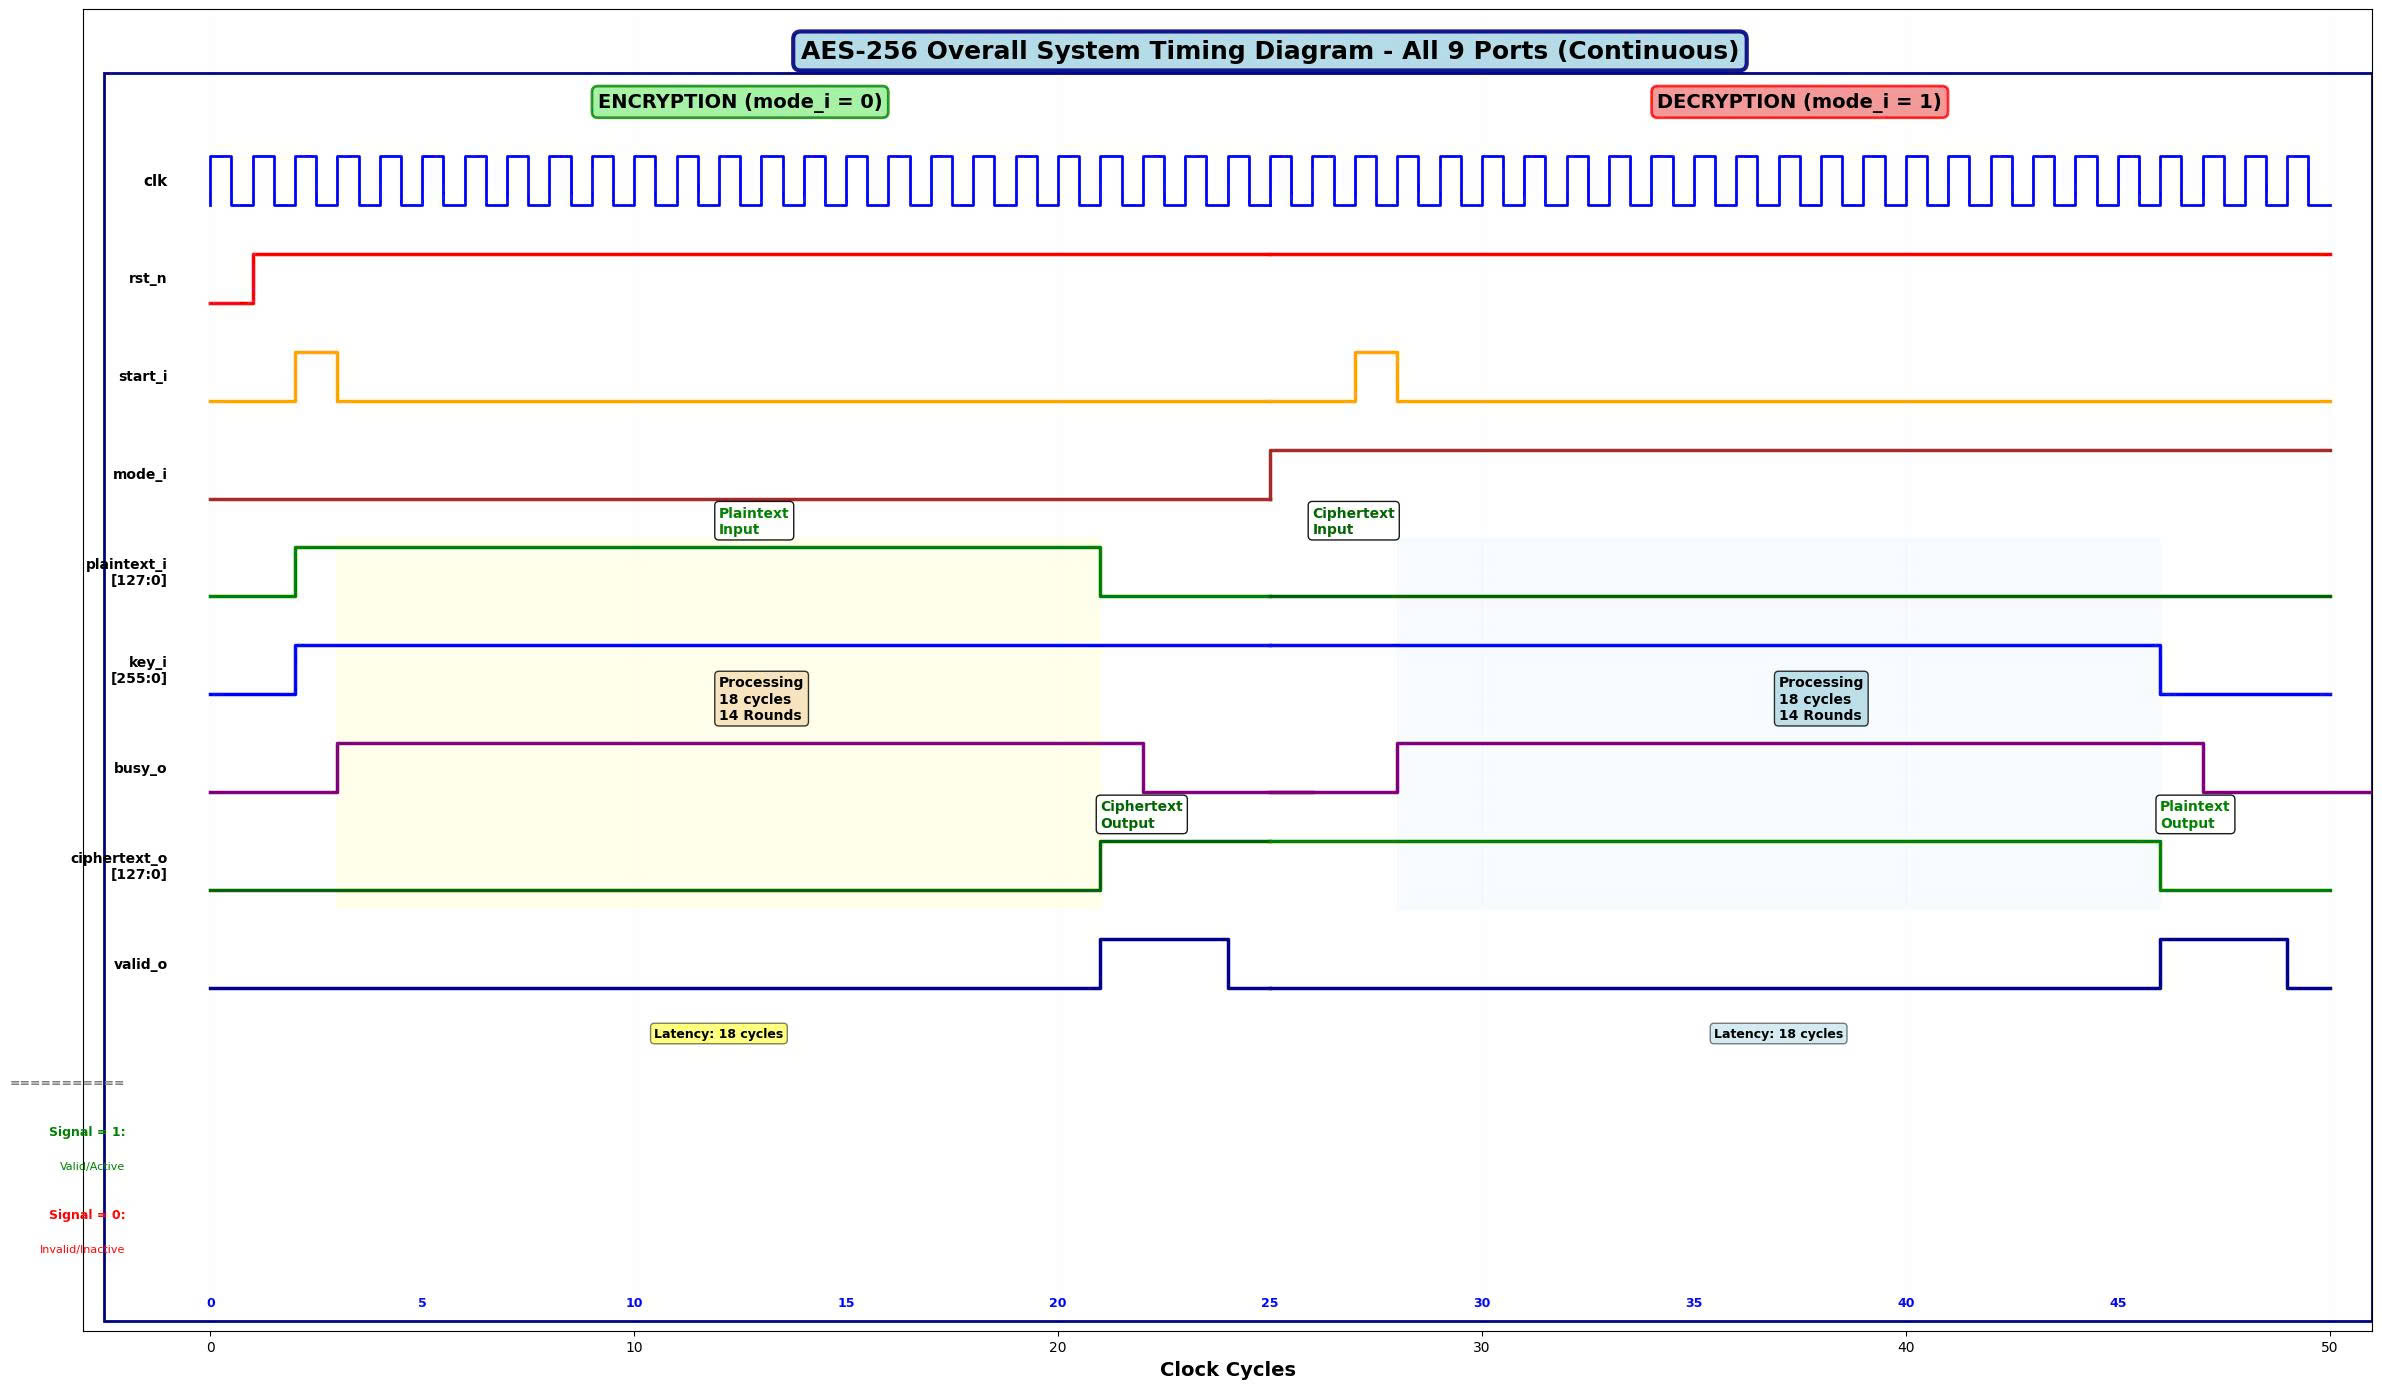 AES-256 Overall System Timing Diagram - All 9 Ports (Continuous)
ENCRYPTION (mode_i = 0)
DECRYPTION (mode_i = 1)
clk
rst_n
start_i
mode_i
Plaintext
Input
Ciphertext
Input
plaintext_i
[127:0]
key_i
[255:0]
Processing
18 cycles
14 Rounds
Processing
18 cycles
14 Rounds
busy_o
Ciphertext
Output
Plaintext
Output
ciphertext_o
[127:0]
valid_o
Latency: 18 cycles
Latency: 18 cycles
===========
Signal = 1:
Valid/Active
Signal = 0:
Invalid/Inactive
0 5 10 15 20 25 30 35 40 45
0 10 20 30 40 50
Clock Cycles